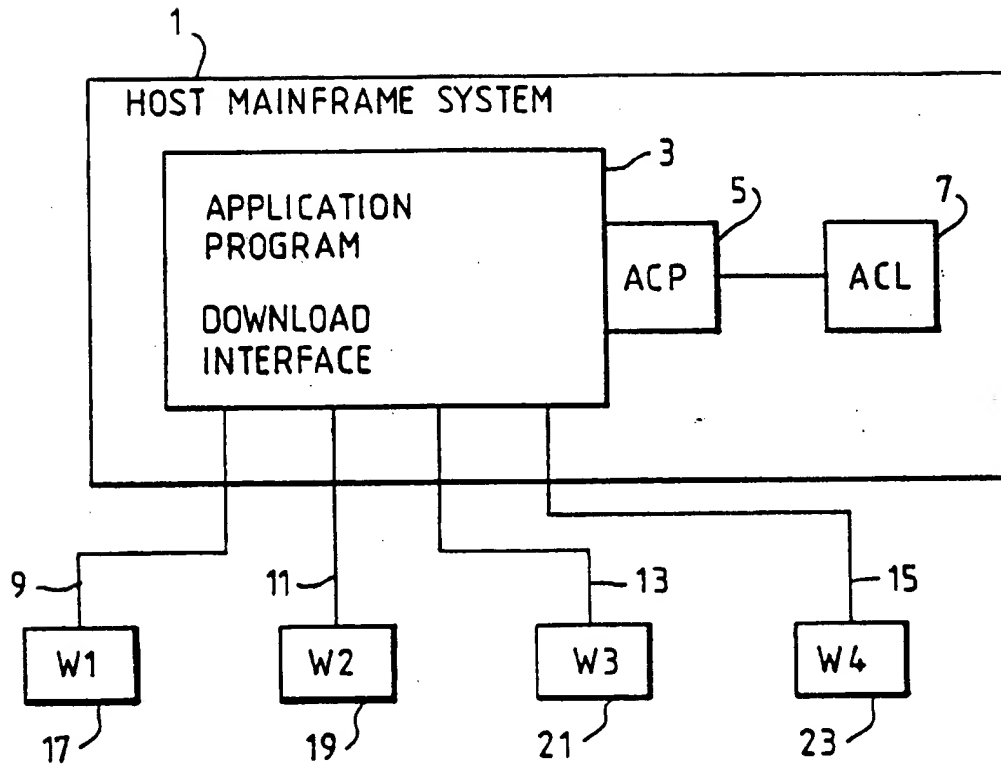 1
HOST MAINFRAME SYSTEM
3
APPLICATION
PROGRAM
DOWNLOAD
INTERFACE
5
ACP
7
ACL
9
11
13
15
W1
W2
W3
W4
17
19
21
23